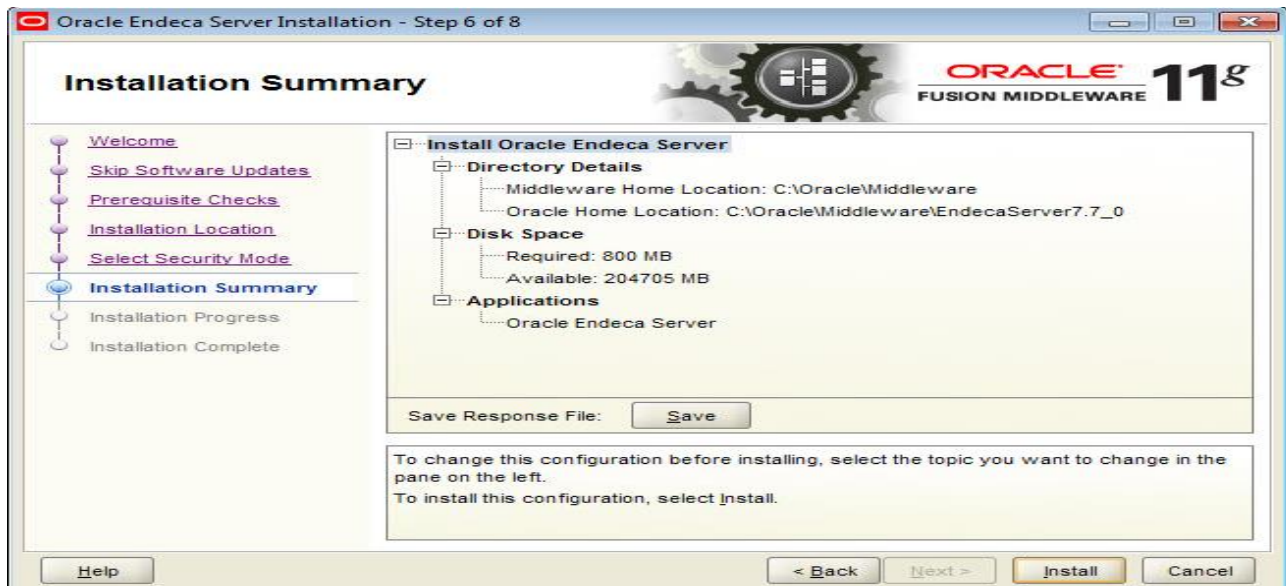 Oracle Endeca Server Installation - Step 6 of 8
Installation Summary
ORACLE
FUSION MIDDLEWARE 11g
Welcome
Skip Software Updates
Prerequisite Checks
Installation Location
Select Security Mode
Installation Summary
Installation Progress
Installation Complete
Install Oracle Endeca Server
Directory Details
Middleware Home Location: C:\Oracle\Middleware
Oracle Home Location: C:\Oracle\Middleware\EndecaServer7.7_0
Disk Space
Required: 800 MB
Available: 204705 MB
Applications
Oracle Endeca Server
Save Response File: Save
To change this configuration before installing, select the topic you want to change in the
pane on the left.
To install this configuration, select Install.
Help < Back Next > Install Cancel